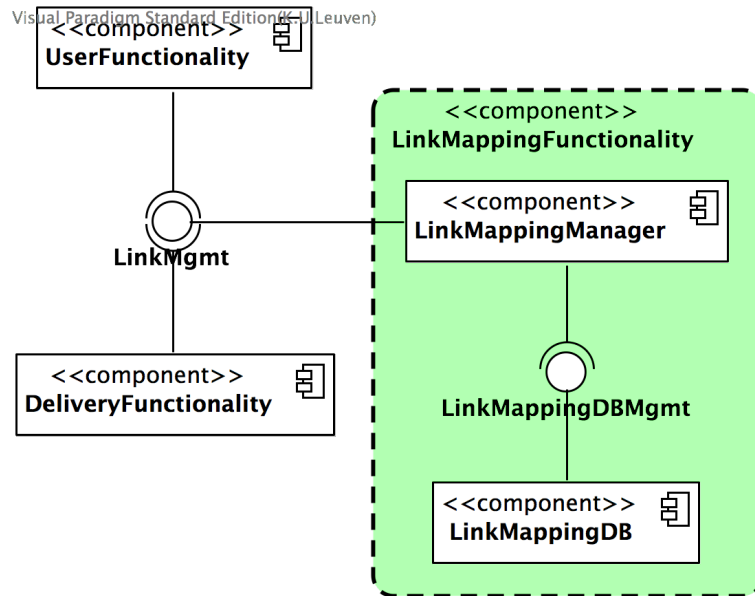 Visual Paradigm Standard Edition(K.U.Leuven)
<<component>>
UserFunctionality
<<component>>
LinkMappingFunctionality
<<component>>
LinkMappingManager
LinkMgmt
<<component>>
DeliveryFunctionality
LinkMappingDBMgmt
<<component>>
LinkMappingDB